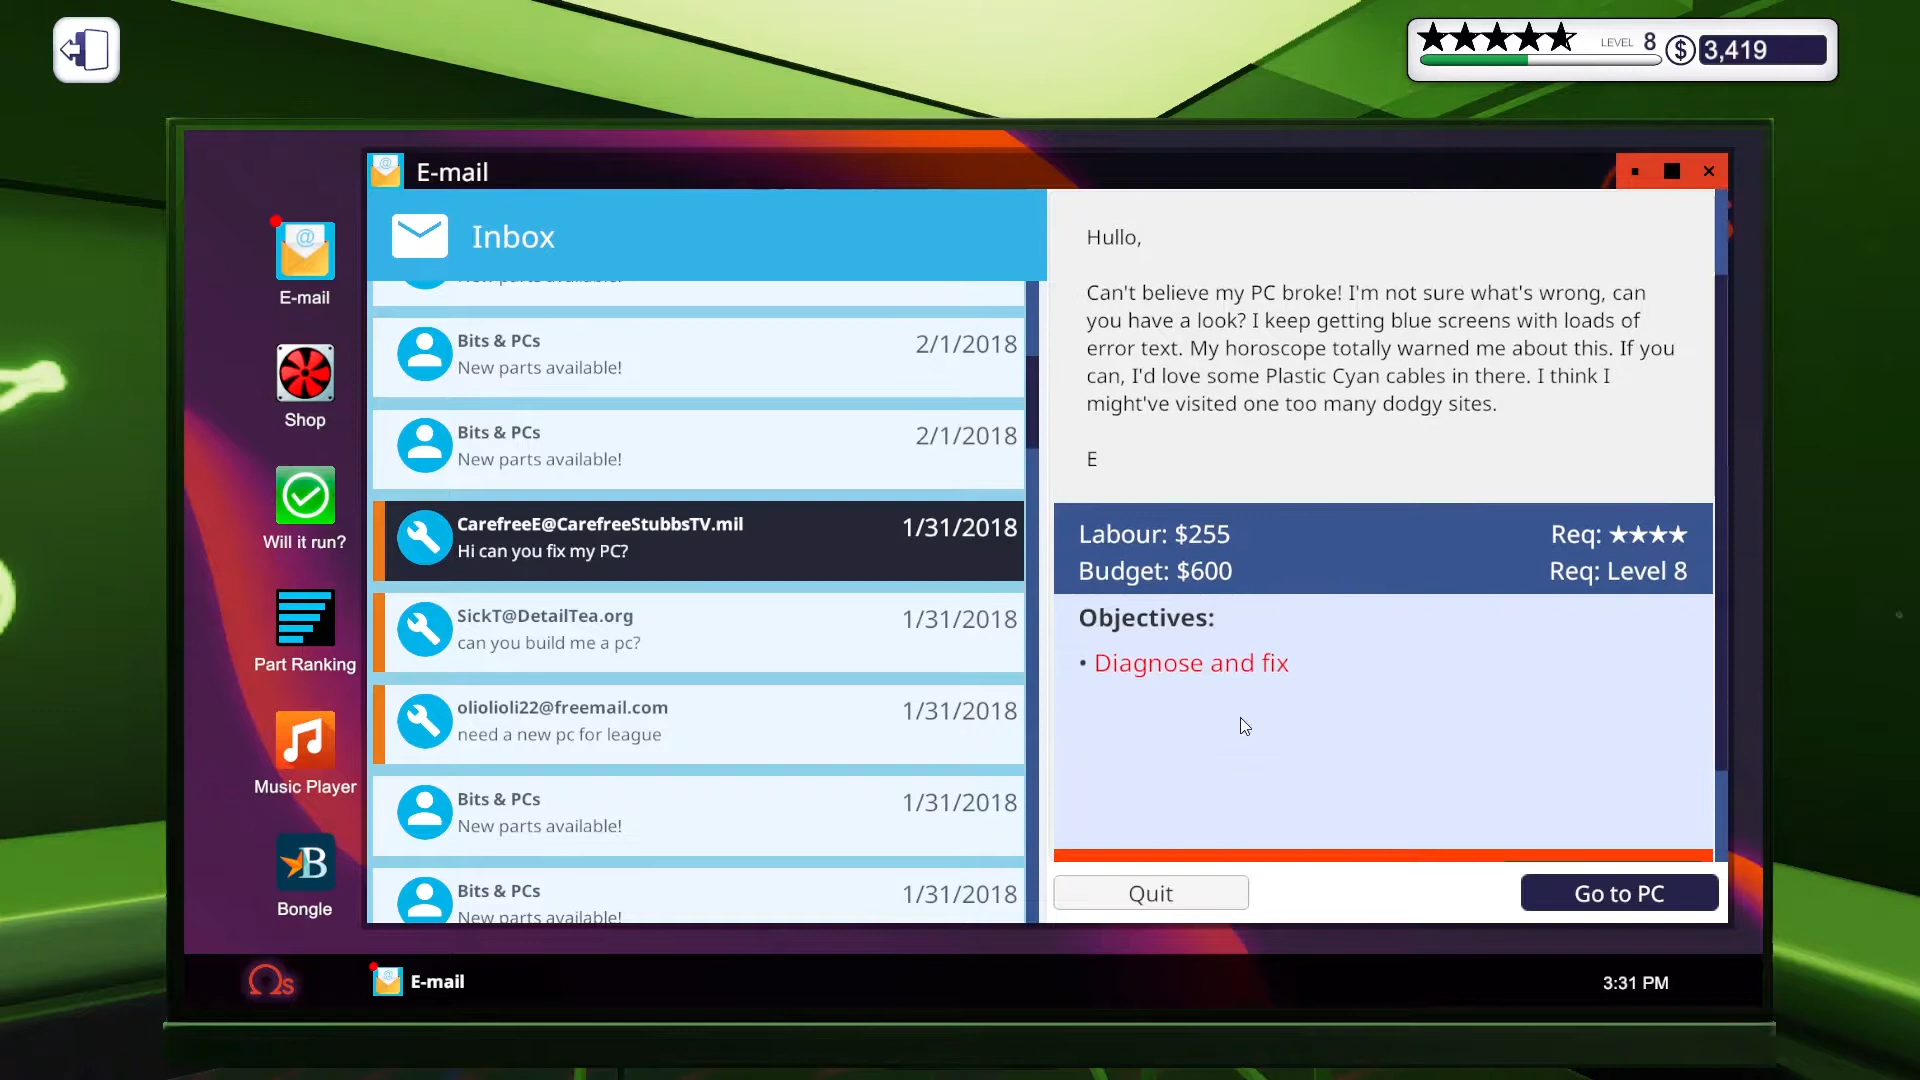 LEVEL 8
$ 3,419
E-mail
E-mail
Shop
Will it run?
Part Ranking
Music Player
B
Bongle
Inbox
New parts available!
Bits & PCs
2/1/2018
New parts available!
Bits & PCs
2/1/2018
New parts available!
CarefreeE@CarefreeStubbsTV.mil
1/31/2018
Hi can you fix my PC?
SickT@DetailTea.org
1/31/2018
can you build me a pc?
oliolioli22@freemail.com
1/31/2018
need a new pc for league
Bits & PCs
1/31/2018
New parts available!
Bits & PCs
1/31/2018
New parts available!
Hullo,
Can't believe my PC broke! I'm not sure what's wrong, can
you have a look? I keep getting blue screens with loads of
error text. My horoscope totally warned me about this. If you
can, I'd love some Plastic Cyan cables in there. I think I
might've visited one too many dodgy sites.
E
Labour: $255
Req: ★★★★
Budget: $600
Req: Level 8
Objectives:
• Diagnose and fix
Quit
Go to PC
Ωs
E-mail
3:31 PM